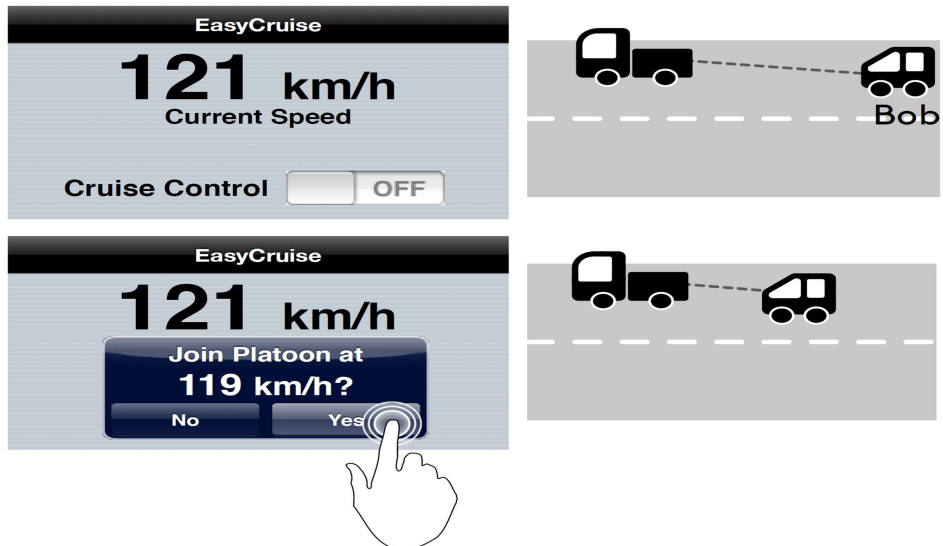 EasyCruise
121 km/h
Current Speed
Cruise Control OFF
Bob
EasyCruise
121 km/h
Join Platoon at
119 km/h?
No Yes